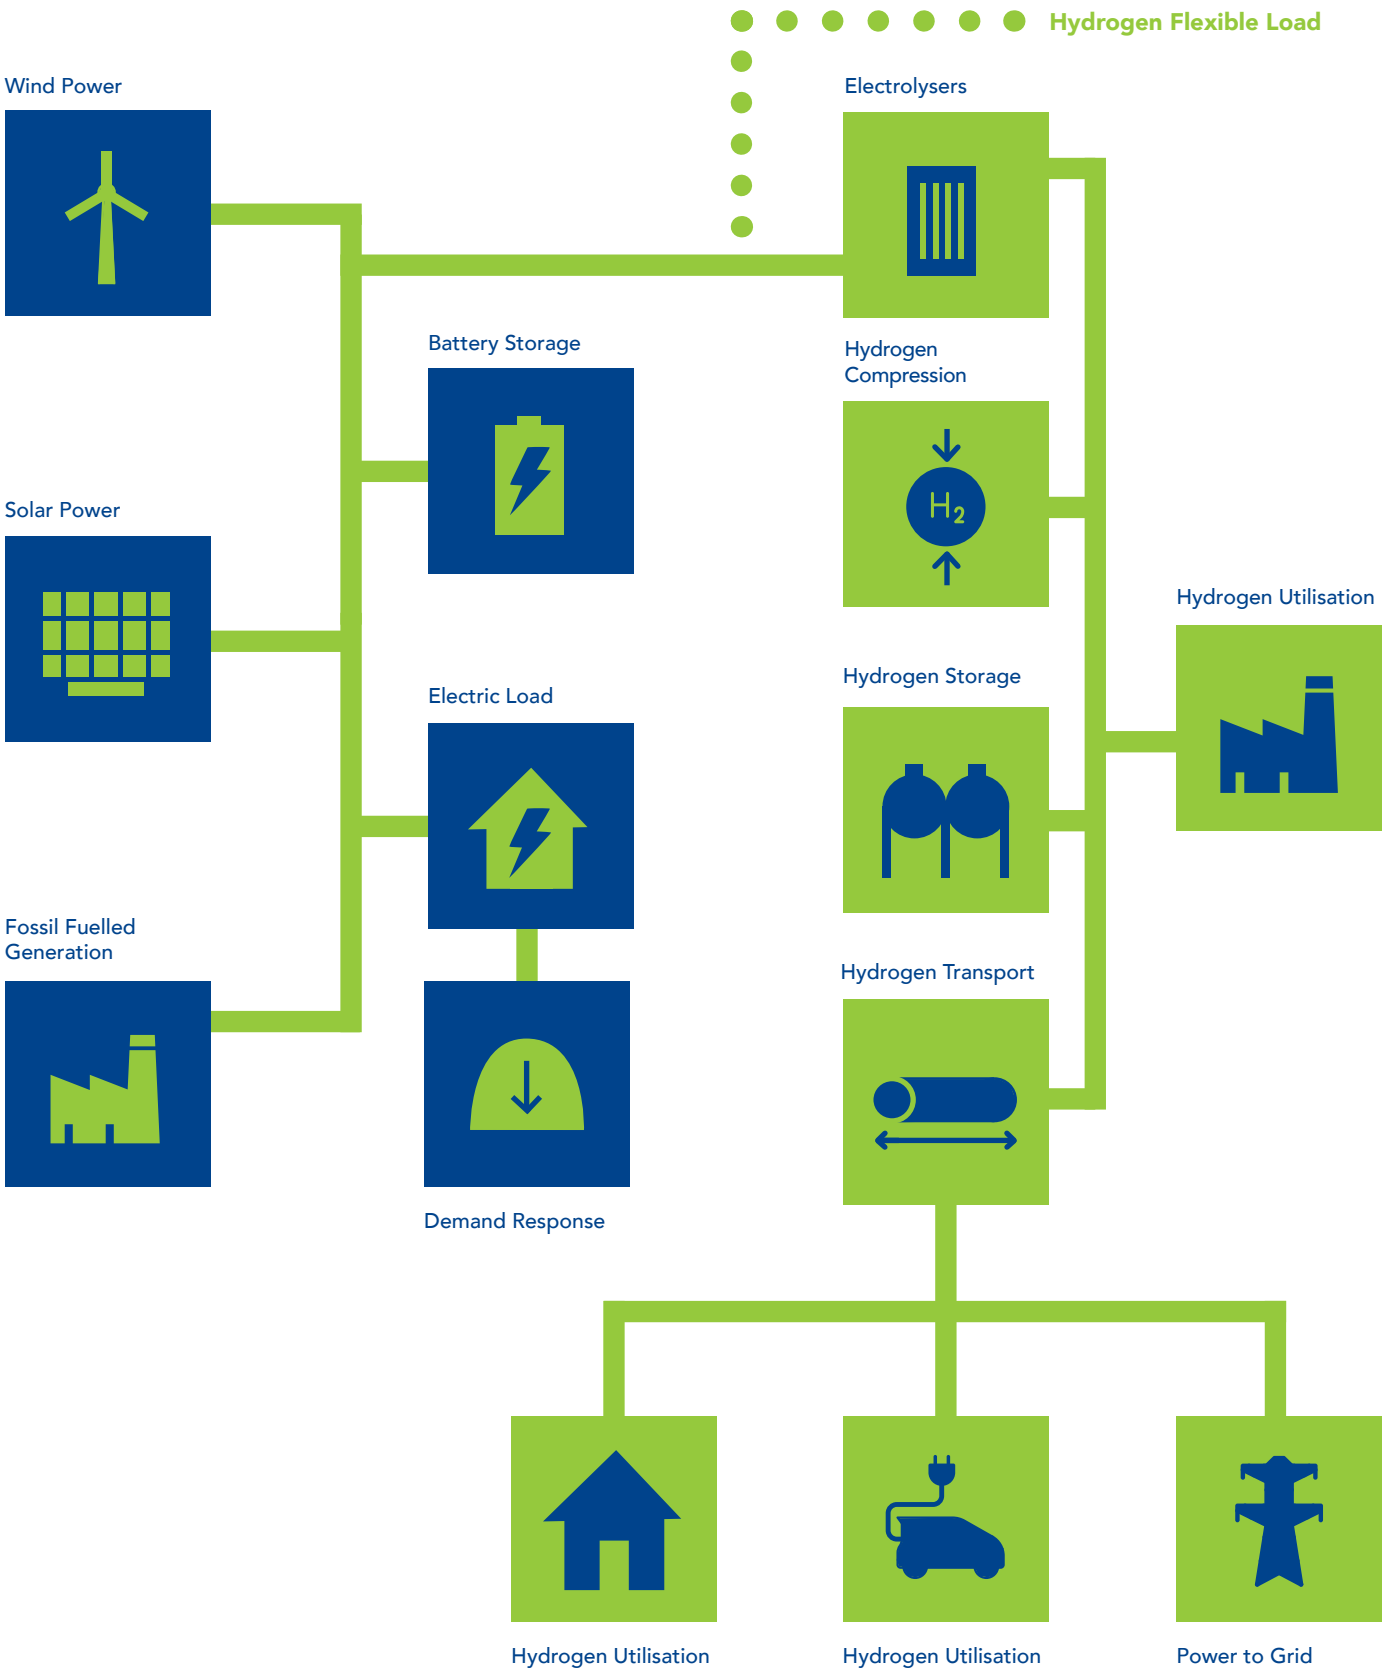 Hydrogen Flexible Load
Wind Power
Electrolysers
Battery Storage
Hydrogen
Compression
H2
Solar Power
Hydrogen Utilisation
Hydrogen Storage
Electric Load
Fossil Fuelled
Generation
Hydrogen Transport
Demand Response
Hydrogen Utilisation
Hydrogen Utilisation
Power to Grid